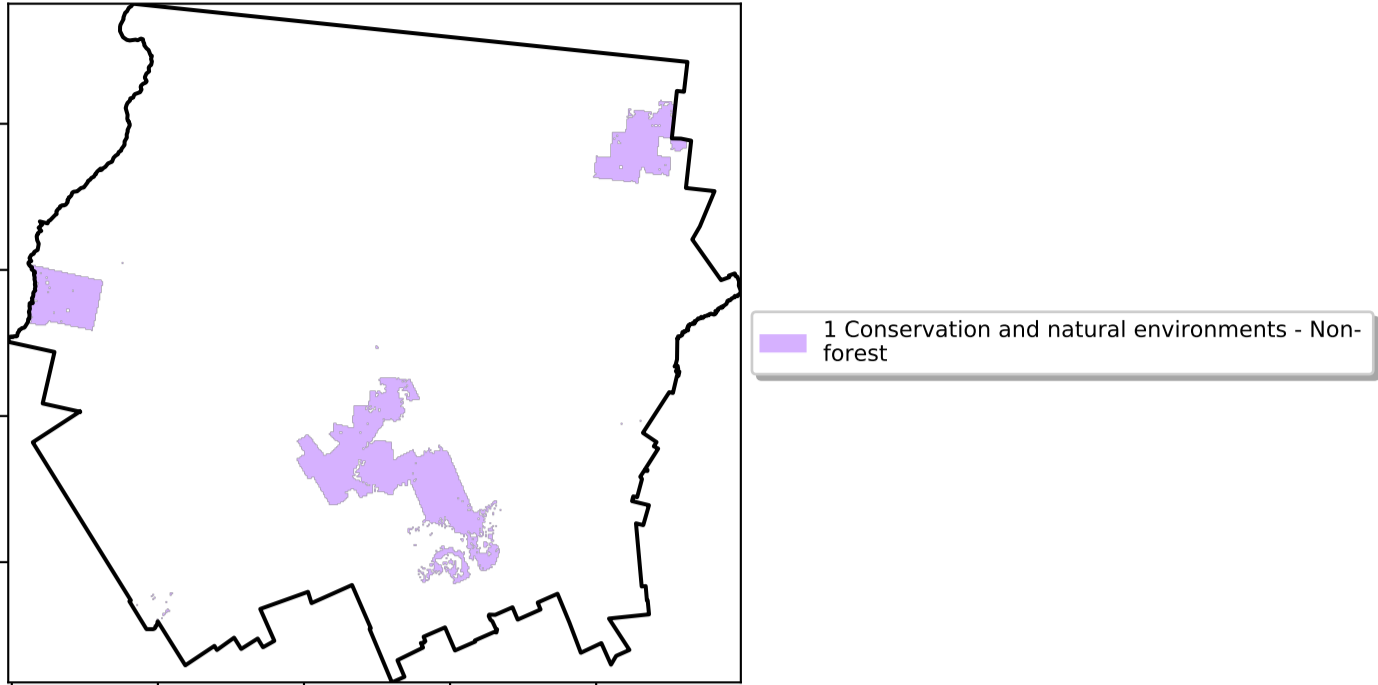 1 Conservation and natural environments - Non-
forest